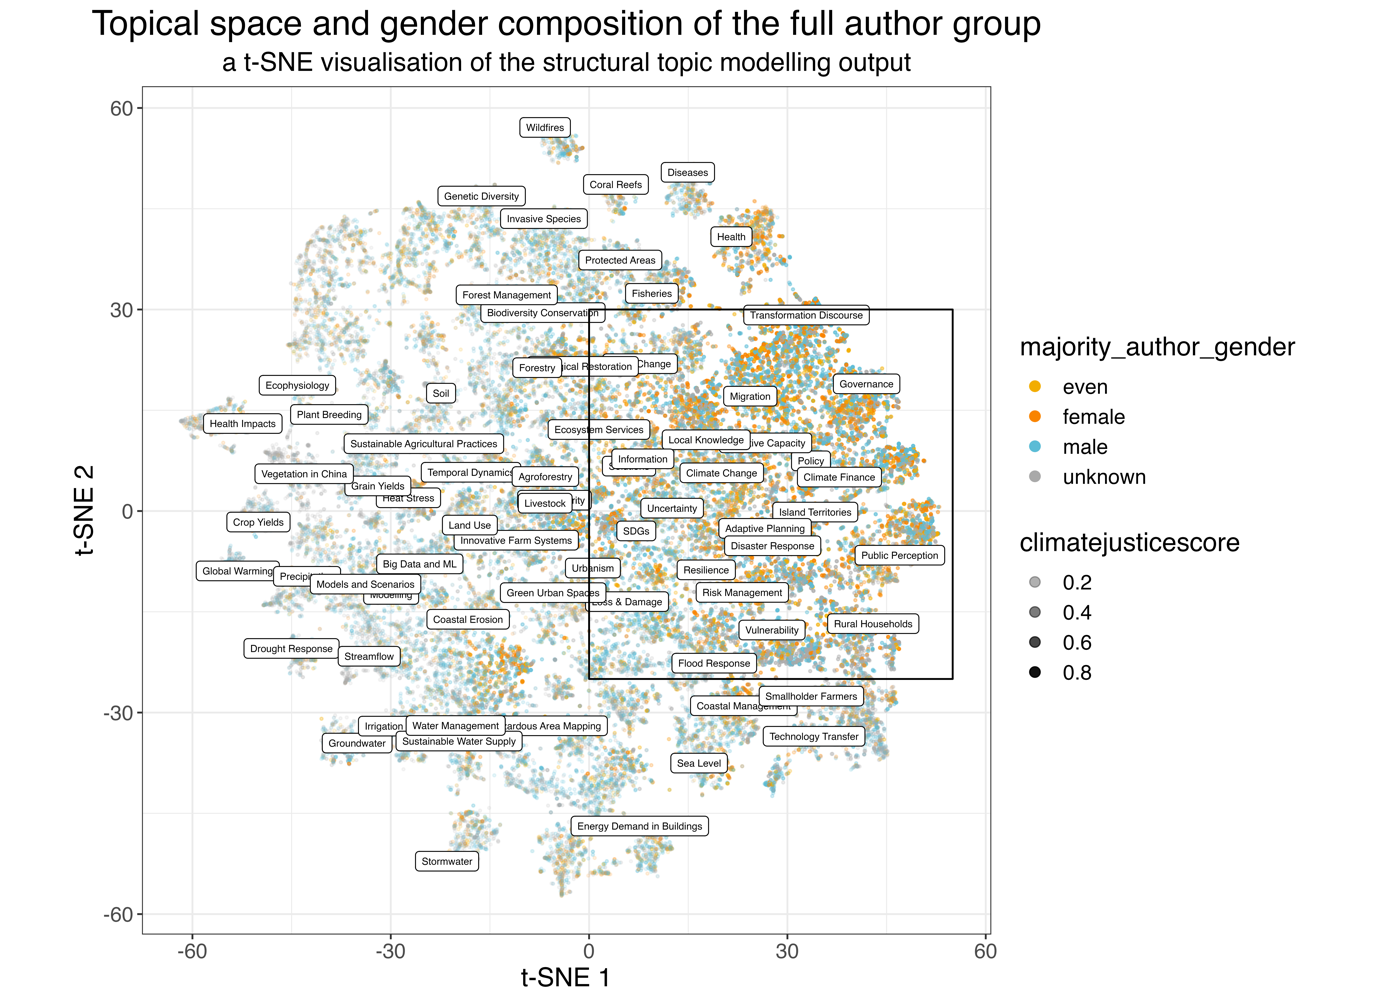 Topical space and gender composition of the full author group
a t-SNE visualisation of the structural topic modelling output
60
30
0
-30
-60
t-SNE 2
Wildfires
Diseases
Coral Reefs
Genetic Diversity
Invasive Species
Health
Protected Areas
Fisheries
Forest Management
Biodiversity Conservation
Transformation Discourse
Change
Restoration
Forestry
Ecophysiology
Governance
Soil
Migration
Plant Breeding
Health Impacts
Ecosystem Services
Local Knowledge
Capacity
Sustainable Agricultural Practices
Information
Policy
Vegetation in China
Temporal Dynamics
Agroforestry
Climate Change
Climate Finance
Grain Yields
Heat Stress
Livestock
Uncertainty
Island Territories
Crop Yields
Land Use
SDGs
Adaptive Planning
Innovative Farm Systems
Disaster Response
Public Perception
Big Data and ML
Urbanism
Resilience
Global Warming
Models and Scenarios
Modelling
Green Urban Spaces
Loss & Damage
Risk Management
Coastal Erosion
Vulnerability
Rural Households
Drought Response
Streamflow
Flood Response
Smallholder Farmers
Coastal Management
Irrigation
Water Management
Area Mapping
Technology Transfer
Groundwater
Sustainable Water Supply
Sea Level
Energy Demand in Buildings
Stormwater
-60
-30
0
30
60
t-SNE 1
majority_author_gender
even
female
male
unknown
climatejusticescore
0.2
0.4
0.6
0.8